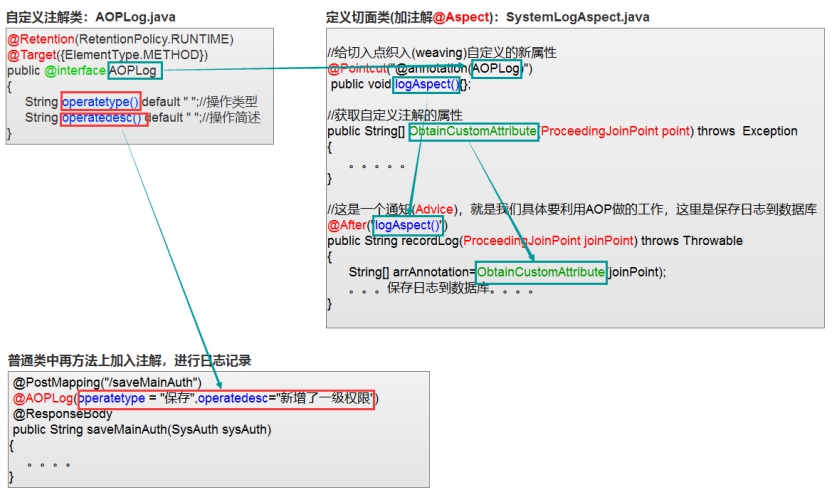 自定义注解类：AOPLog.java
@Retention(RetentionPolicy.RUNTIME)
@Target({ElementType.METHOD})
public @interface AOPLog
{
String operatetype() default " ";//操作类型
String operatedesc() default " ";//操作简述
}
定义切面类(加注解@Aspect)：SystemLogAspect.java
//给切入点织入(weaving)自定义的新属性
@Pointcut("@annotation(AOPLog)")
public void logAspect(){};
//获取自定义注解的属性
public String[] ObtainCustomAttribute(ProceedingJoinPoint point) throws Exception
{
。。。。。
}
//这是一个通知(Advice)，就是我们具体要利用AOP做的工作，这里是保存日志到数据库
@After("logAspect()")
public String recordLog(ProceedingJoinPoint joinPoint) throws Throwable
{
String[] arrAnnotation=ObtainCustomAttribute(joinPoint);
。。。保存日志到数据库。。。。
}
普通类中再方法上加入注解，进行日志记录
@PostMapping("/saveMainAuth")
@AOPLog(operatetype = "保存",operatedesc="新增了一级权限")
@ResponseBody
public String saveMainAuth(SysAuth sysAuth)
{
。。。。
}